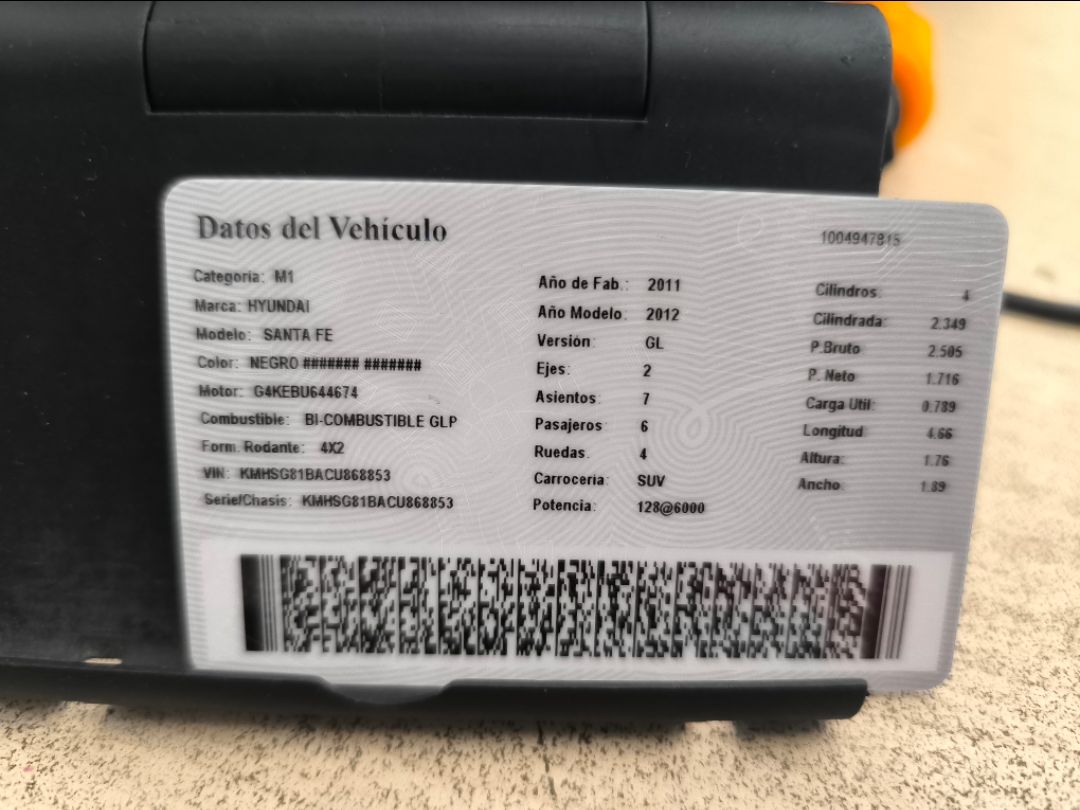 Datos del Vehículo
1004947815
Categoria: M1
Marca: HYUNDAI
Modelo: SANTA FE
Color: NEGRO ####### #######
Motor: G4KEBU644674
Combustible: BI-COMBUSTIBLE GLP
Form. Rodante: 4X2
VIN: KMHSG81BACU868853
Serie/Chasis: KMHSG81BACU868853
Año de Fab.: 2011
Año Modelo: 2012
Versión: GL
Ejes: 2
Asientos: 7
Pasajeros: 6
Ruedas: 4
Carroceria: SUV
Potencia: 128@6000
Cilindros: 4
Cilindrada: 2.349
P.Bruto: 2.505
P. Neto: 1.716
Carga Util: 0.789
Longitud: 4.66
Altura: 1.76
Ancho: 1.89